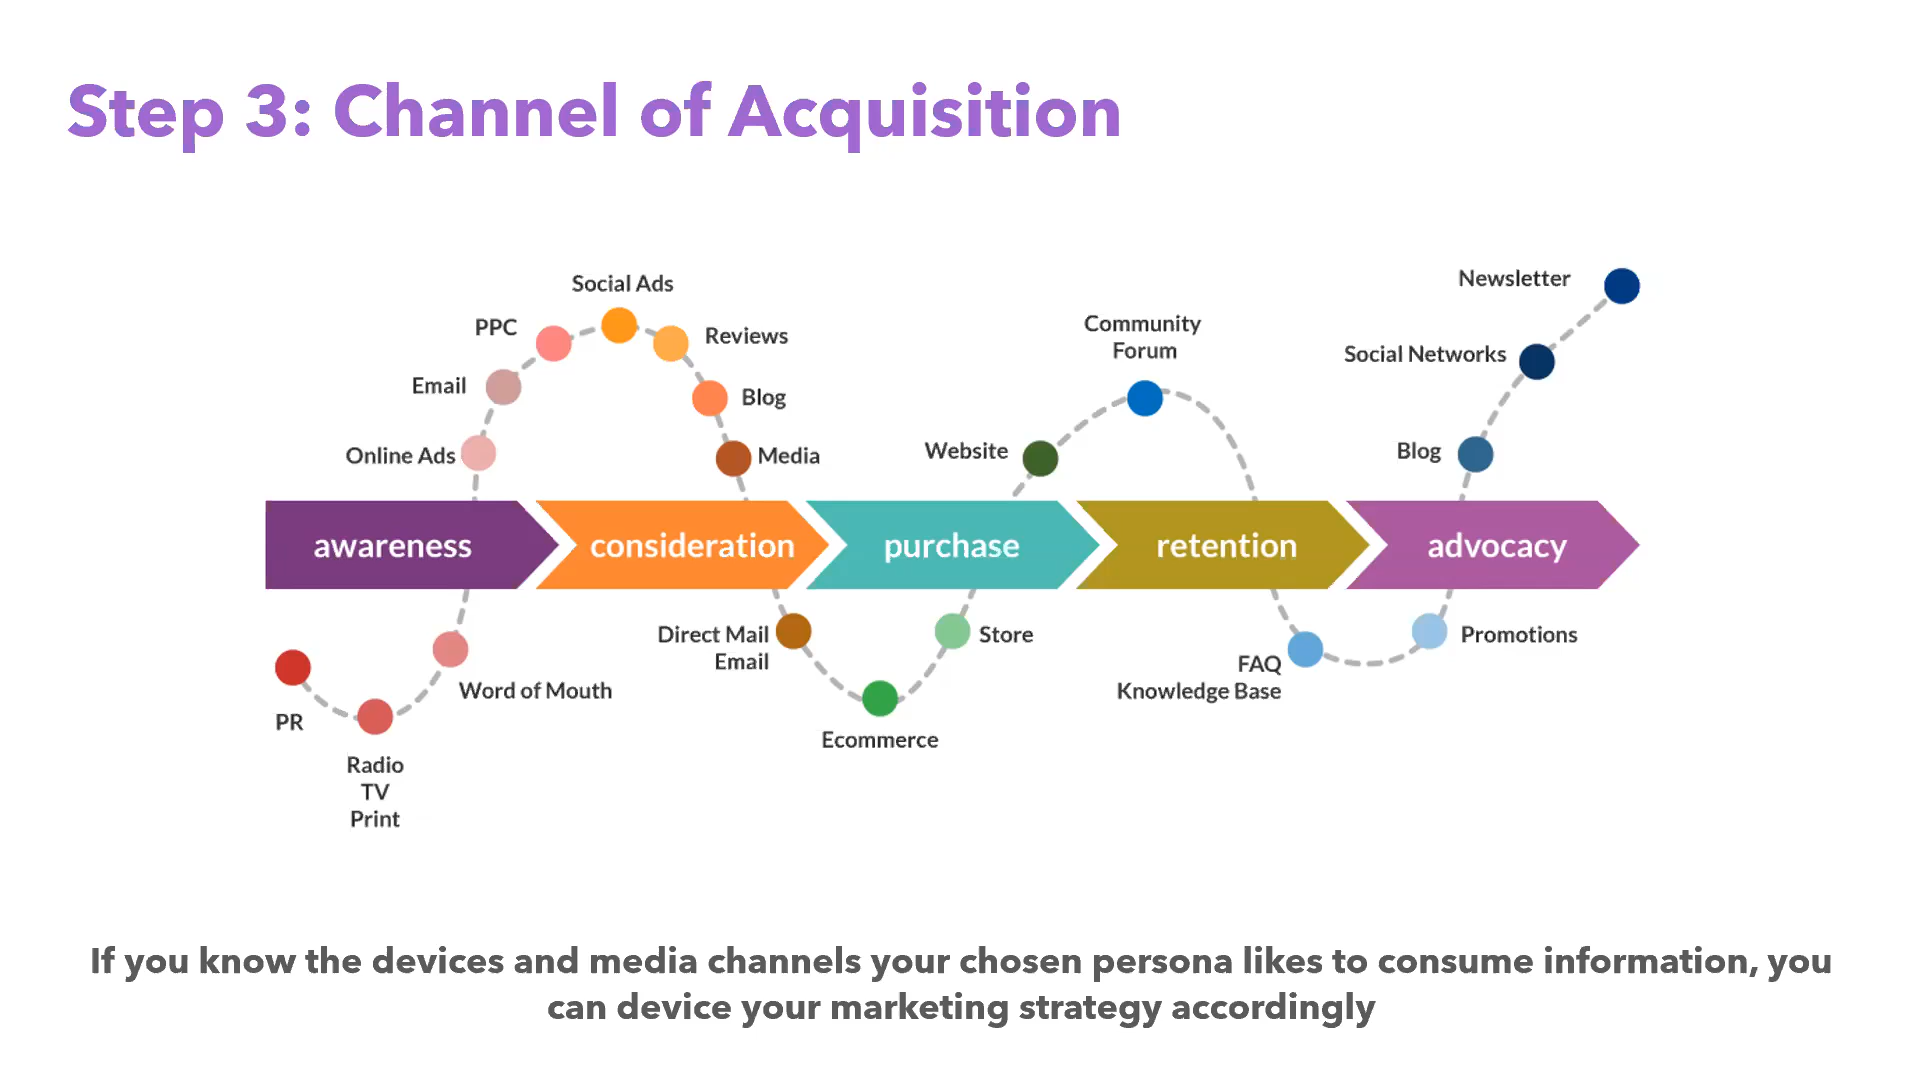 Step 3: Channel of Acquisition
Social Ads
PPC
Reviews
Email
Blog
Online Ads
Media
Website
Community
Forum
Newsletter
Social Networks
Blog
awareness
consideration
purchase
retention
advocacy
PR
Radio
TV
Print
Word of Mouth
Direct Mail
Email
Ecommerce
Store
FAQ
Knowledge Base
Promotions
If you know the devices and media channels your chosen persona likes to consume information, you
can device your marketing strategy accordingly